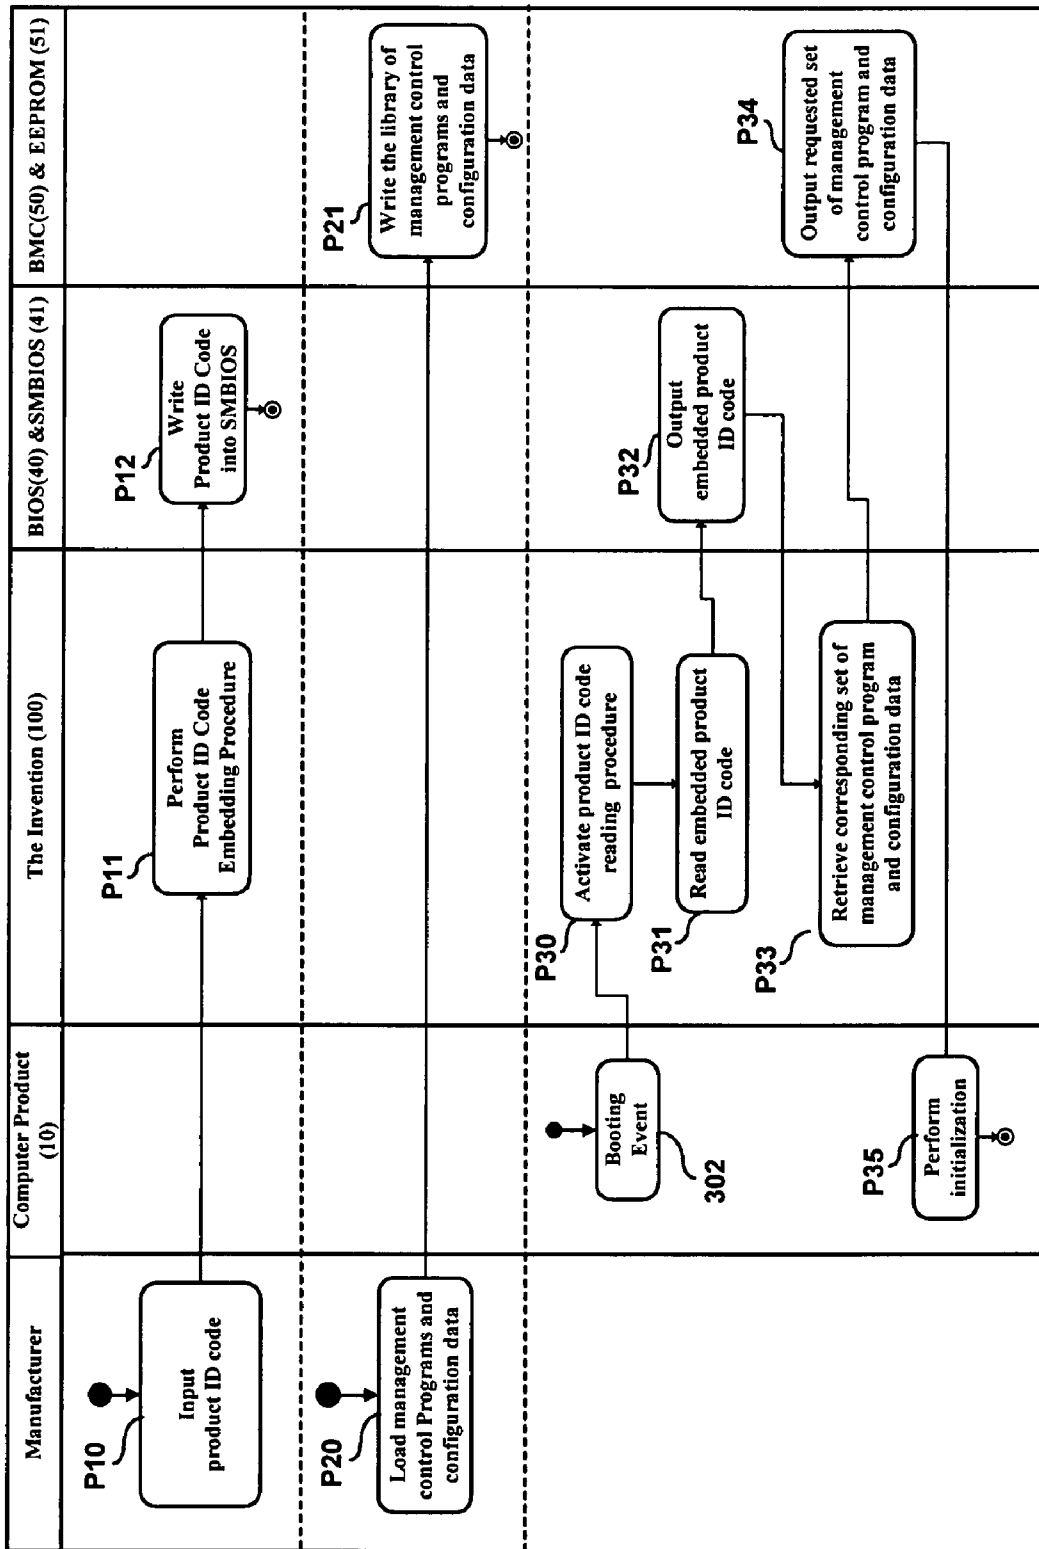 Manufacturer
Computer Product
(10)
The Invention (100)
BIOS(40) &SMBIOS (41)
BMC(50) & EEPROM (51)
P10
Input
product ID code
P11
Perform
Product ID Code
Embedding Procedure
P12
Write
Product ID Code
into SMBIOS
P20
Load management
control Programs and
configuration data
P21
Write the library of
management control
programs and
configuration data
Booting
Event
302
P30
Activate product ID code
reading procedure
P31
Read embedded product
ID code
P32
Output
embedded product
ID code
P33
Retrieve corresponding set of
management control program
and configuration data
P34
Output requested set
of management
control program and
configuration data
P35
Perform
initialization